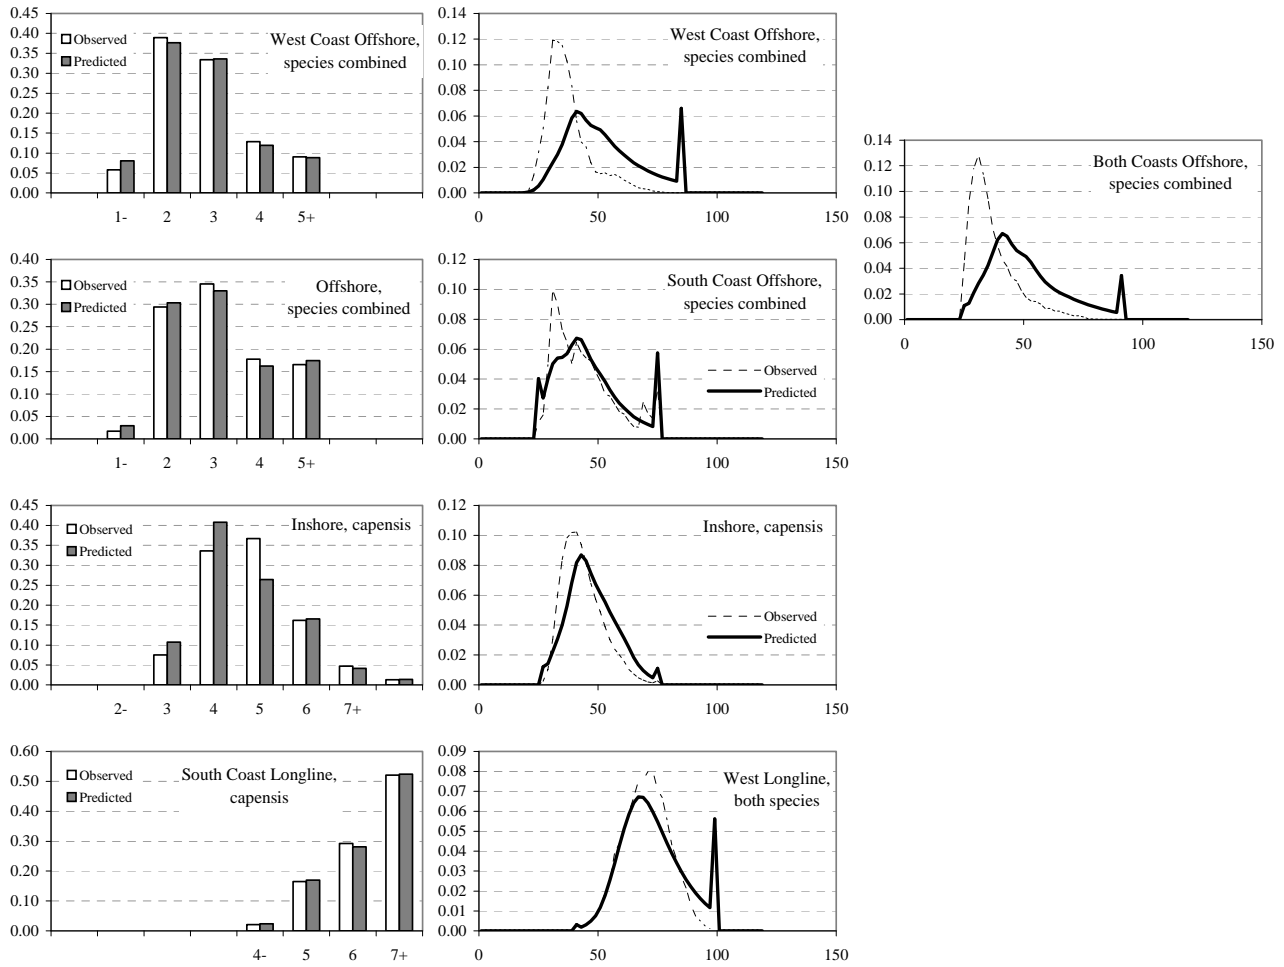 0.45
0.40
0.35
0.30
0.25
0.20
0.15
0.10
0.05
0.00
Observed
Predicted
West Coast Offshore,
species combined
1- 2 3 4 5+
0.14
0.12
0.10
0.08
0.06
0.04
0.02
0.00
West Coast Offshore,
species combined
0 50 100 150
0.14
0.12
0.10
0.08
0.06
0.04
0.02
0.00
Both Coasts Offshore,
species combined
0 50 100 150
0.40
0.35
0.30
0.25
0.20
0.15
0.10
0.05
0.00
Observed
Predicted
Offshore,
species combined
1- 2 3 4 5+
0.12
0.10
0.08
0.06
0.04
0.02
0.00
South Coast Offshore,
species combined
Observed
Predicted
0 50 100 150
0.45
0.40
0.35
0.30
0.25
0.20
0.15
0.10
0.05
0.00
Observed
Predicted
Inshore, capensis
2- 3 4 5 6 7+
0.12
0.10
0.08
0.06
0.04
0.02
0.00
Inshore, capensis
Observed
Predicted
0 50 100 150
0.60
0.50
0.40
0.30
0.20
0.10
0.00
Observed
Predicted
South Coast Longline,
capensis
4- 5 6 7+
0.09
0.08
0.07
0.06
0.05
0.04
0.03
0.02
0.01
0.00
West Longline,
both species
0 50 100 150